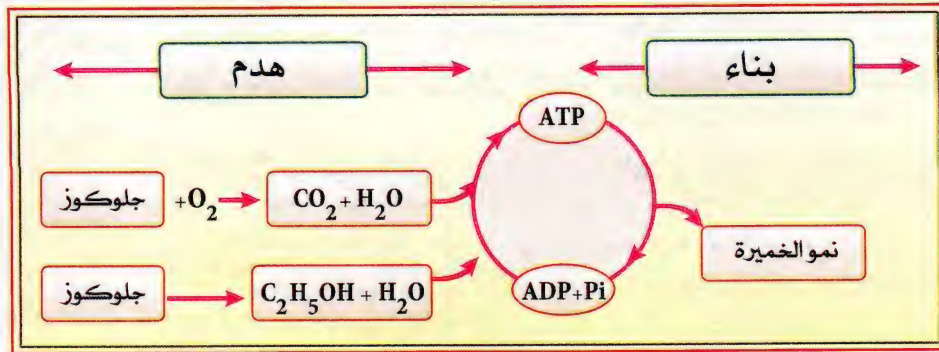 هدم
بناء
ATP
جلوكوز +O₂ CO₂ + H₂O
نمو الخميرة
جلوكوز C₂H₅OH + H₂O
ADP+Pi